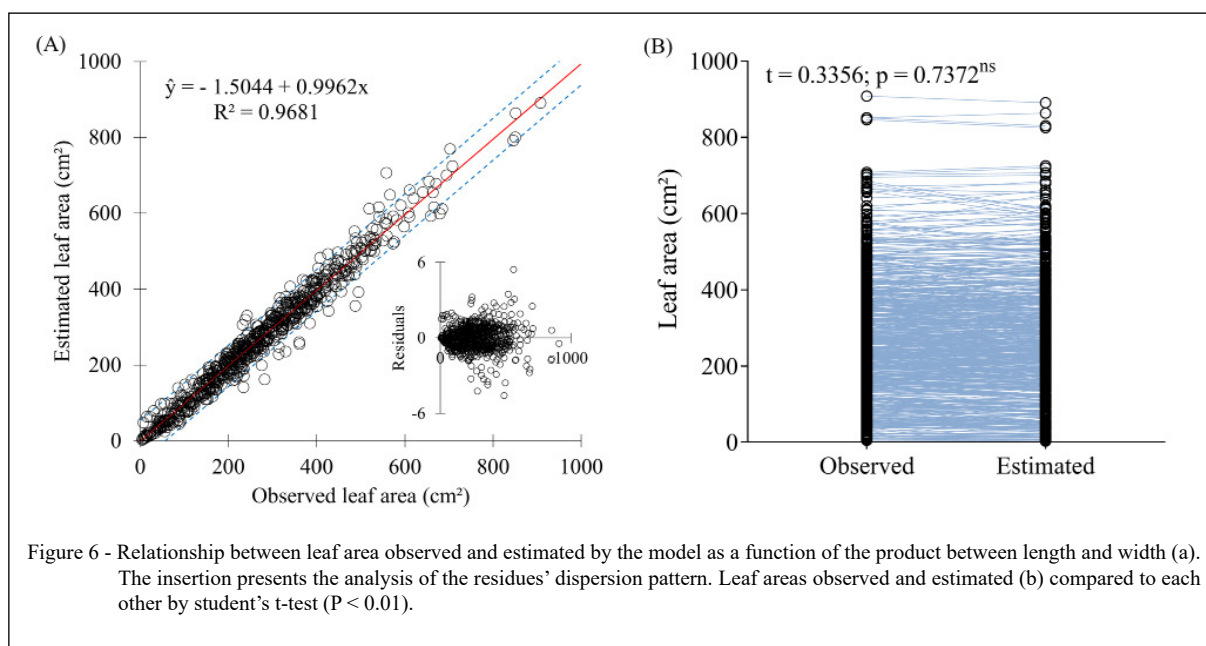 (A)
1000
800
600
400
200
0
Estimated leaf area (cm²)
ŷ = - 1.5044 + 0.9962x
R² = 0.9681
6
0
-6
Residuals
0
1000
0
200
400
600
800
1000
Observed leaf area (cm²)
(B)
1000
800
600
400
200
0
Leaf area (cm²)
t = 0.3356; p = 0.7372ns
Observed
Estimated
Figure 6 - Relationship between leaf area observed and estimated by the model as a function of the product between length and width (a).
The insertion presents the analysis of the residues’ dispersion pattern. Leaf areas observed and estimated (b) compared to each
other by student’s t-test (P < 0.01).